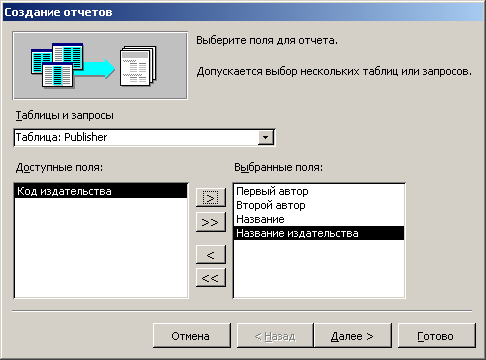 Создание отчетов
Выберите поля для отчета.
Допускается выбор нескольких таблиц или запросов.
Таблицы и запросы
Таблица: Publisher
Доступные поля:
Выбранные поля:
Код издательства
>
>>
<
<<
Первый автор
Второй автор
Название
Название издательства
Отмена
< Назад
Далее >
Готово